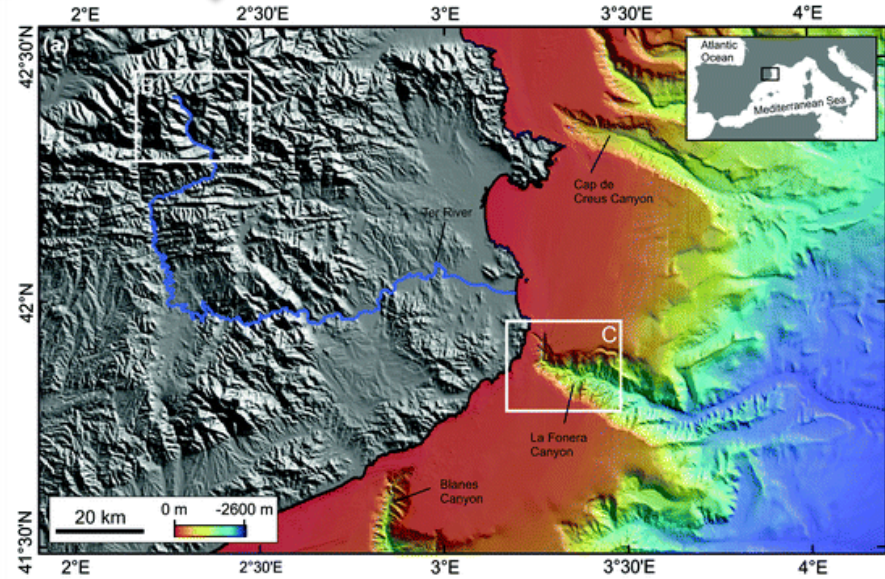 2°E
2°30'E
3°E
3°30'E
4°E
(a)
42°30'N
Atlantic
Ocean
Mediterranean Sea
Cap de
Creus Canyon
Ter River
42°N
C
La Fonera
Canyon
Blanes
Canyon
20 km
0 m
-2600 m
41°30'N
2°E
2°30'E
3°E
3°30'E
4°E